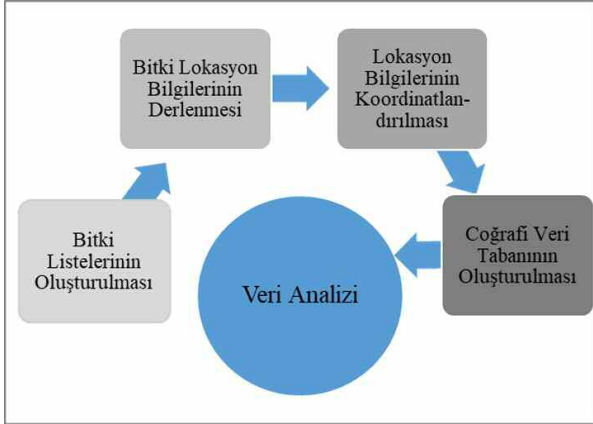 Bitki
Listelerinin
Oluşturulması
Bitki Lokasyon
Bilgilerinin
Derlenmesi
Lokasyon
Bilgilerinin
Koordinatlan-
dırılması
Coğrafi Veri
Tabanının
Oluşturulması
Veri Analizi